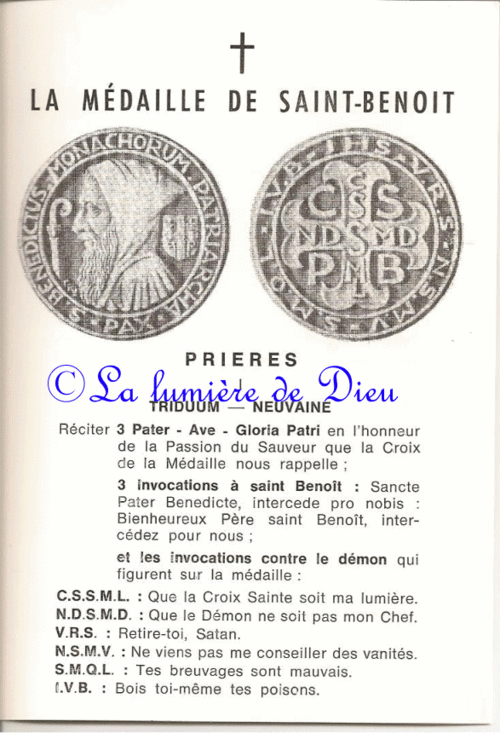 LA MÉDAILLE DE SAINT-BENOIT
S. BENEDICTUS. MONACHORUM. PATRIARCHA.
PAX
I.V.B - IHS - V.R.S - N.S.M.V - S.M.Q.L
C S
S
S
N D S M D
M
P L B
PRIERES
I
© La lumière de Dieu
TRIDUUM — NEUVAINE
Réciter 3 Pater - Ave - Gloria Patri en l'honneur
de la Passion du Sauveur que la Croix
de la Médaille nous rappelle ;
3 invocations à saint Benoît : Sancte
Pater Benedicte, intercede pro nobis :
Bienheureux Père saint Benoît, inter-
cédez pour nous ;
et les invocations contre le démon qui
figurent sur la médaille :
C.S.S.M.L. : Que la Croix Sainte soit ma lumière.
N.D.S.M.D. : Que le Démon ne soit pas mon Chef.
V.R.S. : Retire-toi, Satan.
N.S.M.V. : Ne viens pas me conseiller des vanités.
S.M.Q.L. : Tes breuvages sont mauvais.
I.V.B. : Bois toi-même tes poisons.